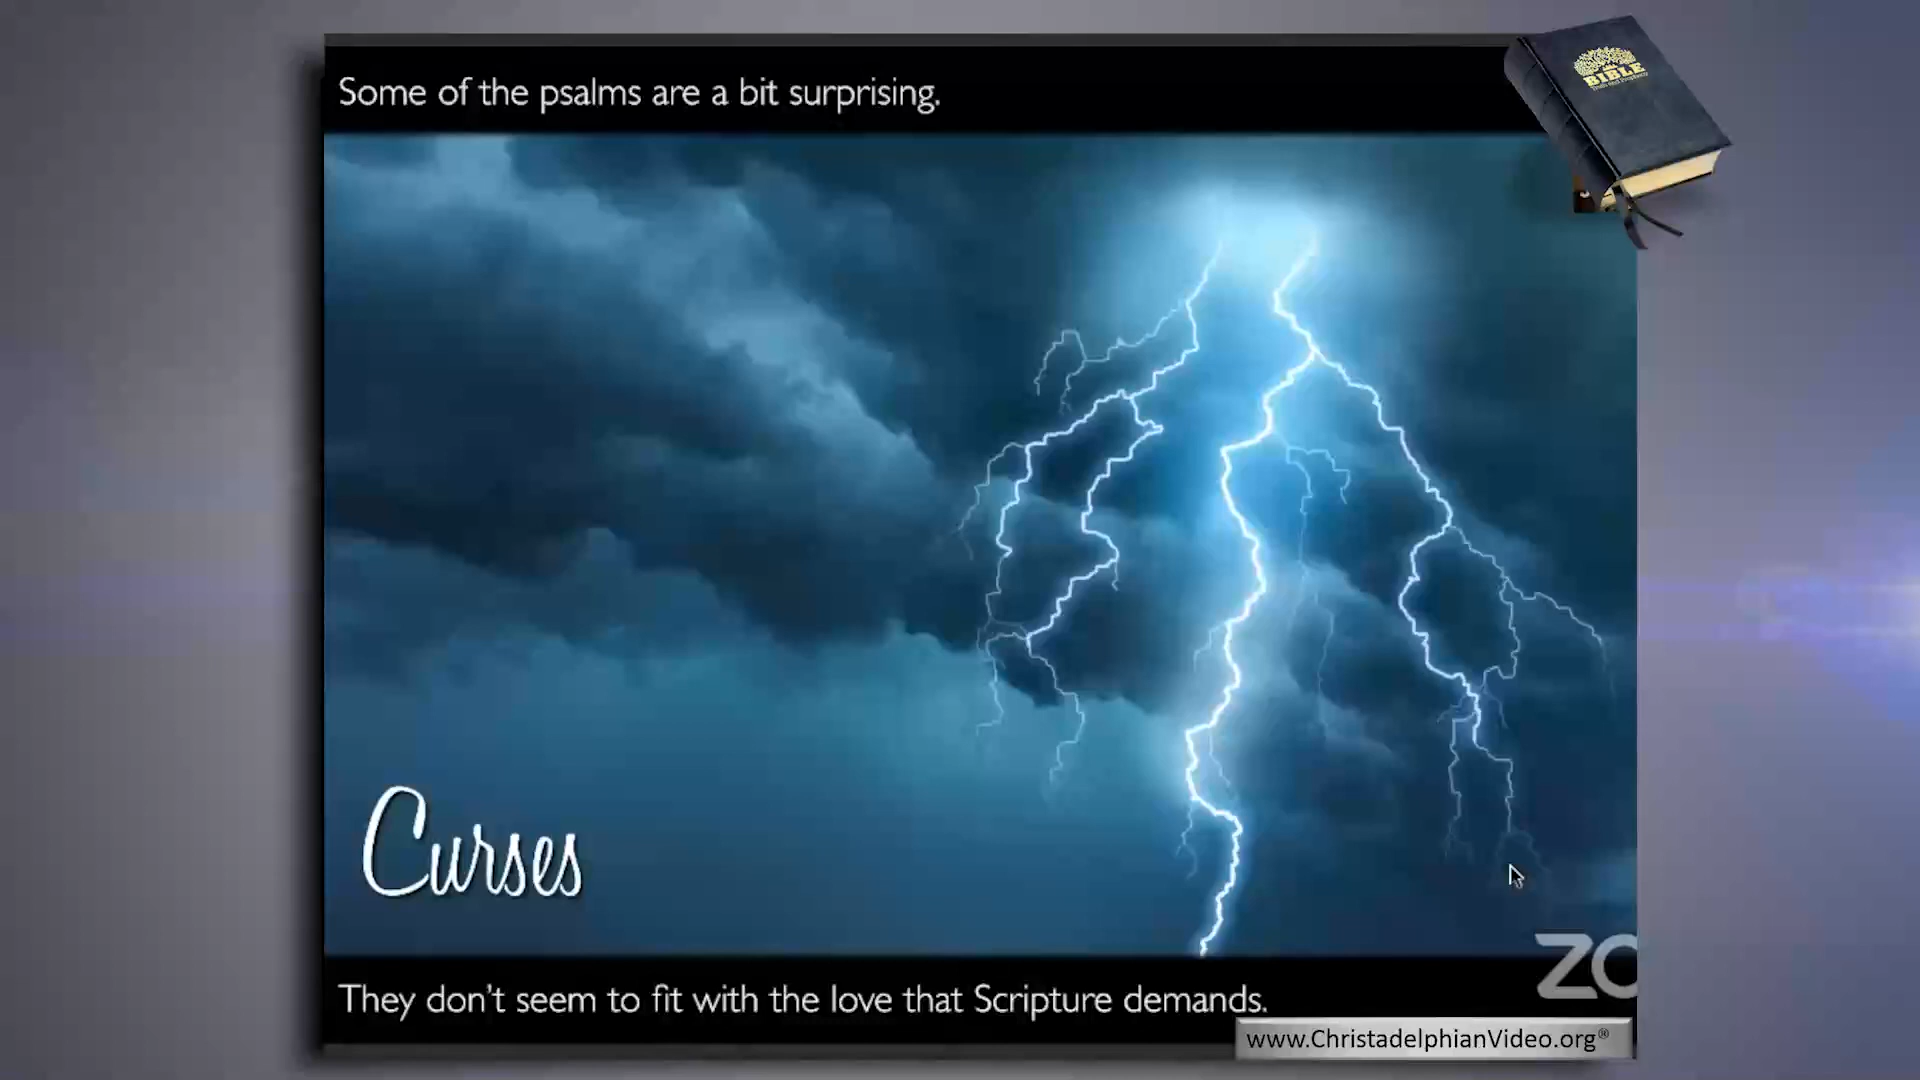 Some of the psalms are a bit surprising.
BIBLE
Curses
ZO
They don't seem to fit with the love that Scripture demands.
www.ChristadelphianVideo.org®